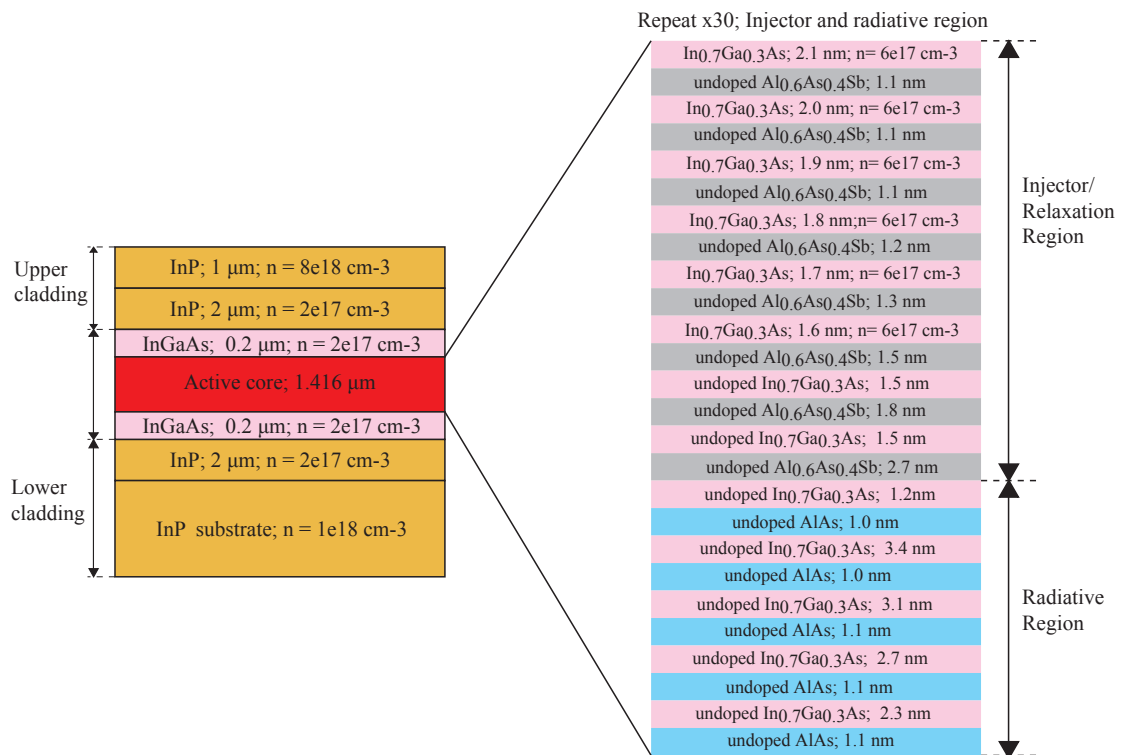 Repeat x30; Injector and radiative region
Upper
cladding
InP; 1 μm; n = 8e18 cm-3
InP; 2 μm; n = 2e17 cm-3
InGaAs; 0.2 μm; n = 2e17 cm-3
Active core; 1.416 μm
InGaAs; 0.2 μm; n = 2e17 cm-3
InP; 2 μm; n = 2e17 cm-3
Lower
cladding
InP substrate; n = 1e18 cm-3
In0.7Ga0.3As; 2.1 nm; n= 6e17 cm-3
undoped Al0.6As0.4Sb; 1.1 nm
In0.7Ga0.3As; 2.0 nm; n= 6e17 cm-3
undoped Al0.6As0.4Sb; 1.1 nm
In0.7Ga0.3As; 1.9 nm; n= 6e17 cm-3
undoped Al0.6As0.4Sb; 1.1 nm
In0.7Ga0.3As; 1.8 nm;n= 6e17 cm-3
undoped Al0.6As0.4Sb; 1.2 nm
In0.7Ga0.3As; 1.7 nm; n= 6e17 cm-3
undoped Al0.6As0.4Sb; 1.3 nm
In0.7Ga0.3As; 1.6 nm; n= 6e17 cm-3
undoped Al0.6As0.4Sb; 1.5 nm
undoped In0.7Ga0.3As; 1.5 nm
undoped Al0.6As0.4Sb; 1.8 nm
undoped In0.7Ga0.3As; 1.5 nm
undoped Al0.6As0.4Sb; 2.7 nm
undoped In0.7Ga0.3As; 1.2nm
undoped AlAs; 1.0 nm
undoped In0.7Ga0.3As; 3.4 nm
undoped AlAs; 1.0 nm
undoped In0.7Ga0.3As; 3.1 nm
undoped AlAs; 1.1 nm
undoped In0.7Ga0.3As; 2.7 nm
undoped AlAs; 1.1 nm
undoped In0.7Ga0.3As; 2.3 nm
undoped AlAs; 1.1 nm
Injector/
Relaxation
Region
Radiative
Region